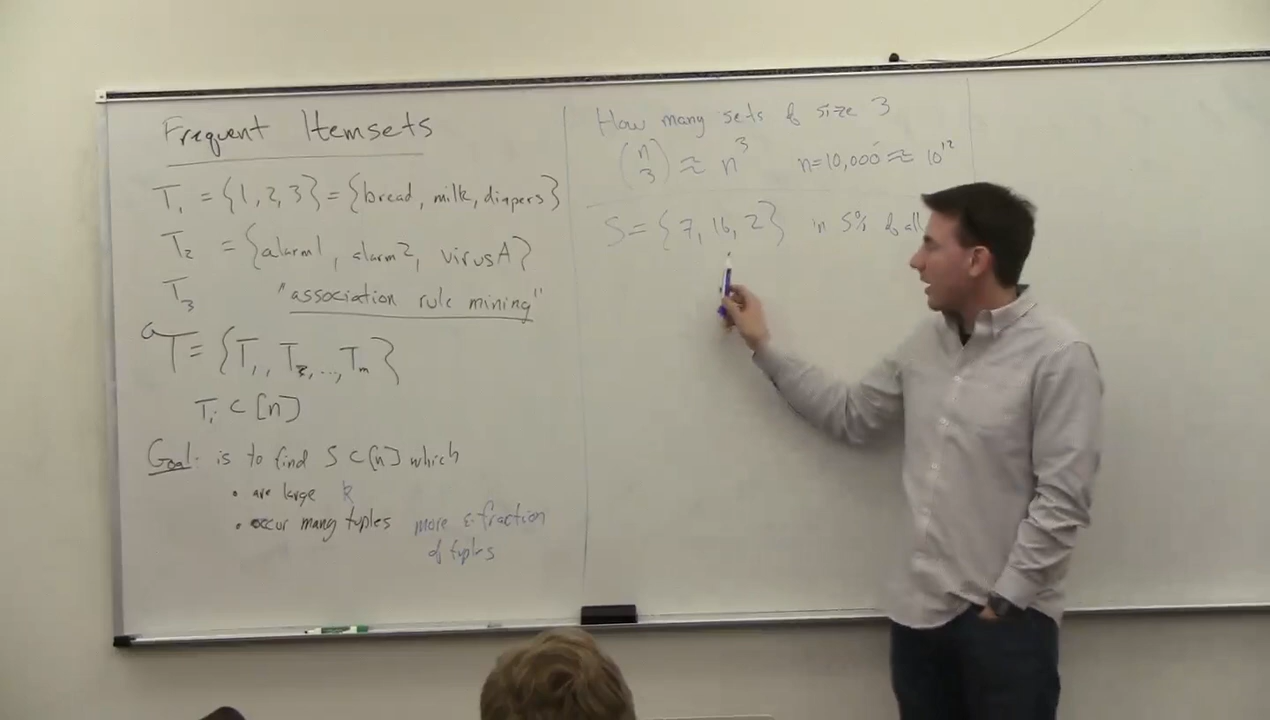 Frequent Itemsets
T₁ = {1,2,3} = {bread, milk, diapers}
T₂ = {alarm1, alarm2, virusA}
T₃ "association rule mining"
T = {T₁, T₂, ..., Tₘ}
Tᵢ ⊂ [n]
Goal: is to find S ⊂ [n] which
• are large k
• occur many tuples more ε-fraction
of tuples
How many sets of size 3
(n 3) ≈ n³ n=10,000 ≈ 10¹²
S = {7, 16, 2} in 5% of all